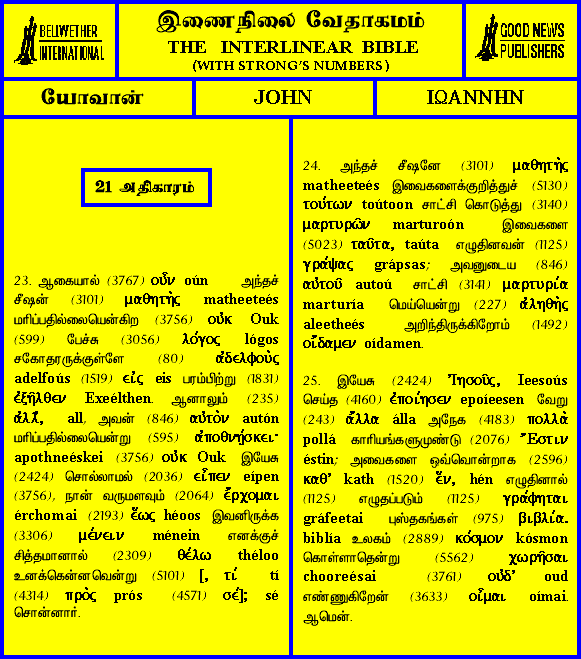 BELLWETHER
INTERNATIONAL
இணைநிலை வேதாகமம்
THE INTERLINEAR BIBLE
(WITH STRONG'S NUMBERS)
GOOD NEWS
PUBLISHERS
யோவான்
JOHN
ΙΩΑΝΝΗΝ
21 அதிகாரம்
23. ஆகையால் (3767) οὖν oún அந்தச்
சீஷன் (3101) μαθητὴς matheeteés
மரிப்பதில்லையென்கிற (3756) οὐκ Ouk
(599) பேச்சு (3056) λόγος lógos
சகோதரருக்குள்ளே (80) ἀδελφοὺς
adelfoús (1519) εἰς eis பரம்பிற்று (1831)
ἐξῆλθεν Exeélthen. ஆனாலும் (235)
ἀλλ', all, அவன் (846) αὐτὸν autón
மரிப்பதில்லையென்று (595) ἀποθνῄσκει·
apothneéskei (3756) οὐκ Ouk இயேசு
(2424) சொல்லாமல் (2036) εἶπεν eípen
(3756), நான் வருமளவும் (2064) ἔρχομαι
érchomai (2193) ἕως héoos இவனிருக்க
(3306) μένειν ménein எனக்குச்
சித்தமானால் (2309) θέλω théloo
உனக்கென்னவென்று (5101) [, τί tí
(4314) πρὸς prós (4571) σέ]; sé
சொன்னார்.
24. அந்தச் சீஷனே (3101) μαθητὴς
matheeteés இவைகளைக்குறித்துச் (5130)
τούτων toútoon சாட்சி கொடுத்து (3140)
μαρτυρῶν marturoón இவைகளை
(5023) ταῦτα, taúta எழுதினவன் (1125)
γράψας grápsas; அவனுடைய (846)
αὐτοῦ autoú சாட்சி (3141) μαρτυρία
marturía மெய்யென்று (227) ἀληθὴς
aleetheés அறிந்திருக்கிறோம் (1492)
οἴδαμεν oídamen.
25. இயேசு (2424) Ἰησοῦς, Ieesoús
செய்த (4160) ἐποίησεν epoíeesen வேறு
(243) ἄλλα álla அநேக (4183) πολλὰ
pollá காரியங்களுமுண்டு (2076) Ἔστιν
éstin; அவைகளை ஒவ்வொன்றாக (2596)
καθ' kath (1520) ἕν, hén எழுதினால்
(1125) எழுதப்படும் (1125) γράφηται
gráfeetai புஸ்தகங்கள் (975) βιβλία.
biblía உலகம் (2889) κόσμον kósmon
கொள்ளாதென்று (5562) χωρῆσαι
chooreésai (3761) οὐδ' oud
எண்ணுகிறேன் (3633) οἶμαι oímai.
ஆமென்.